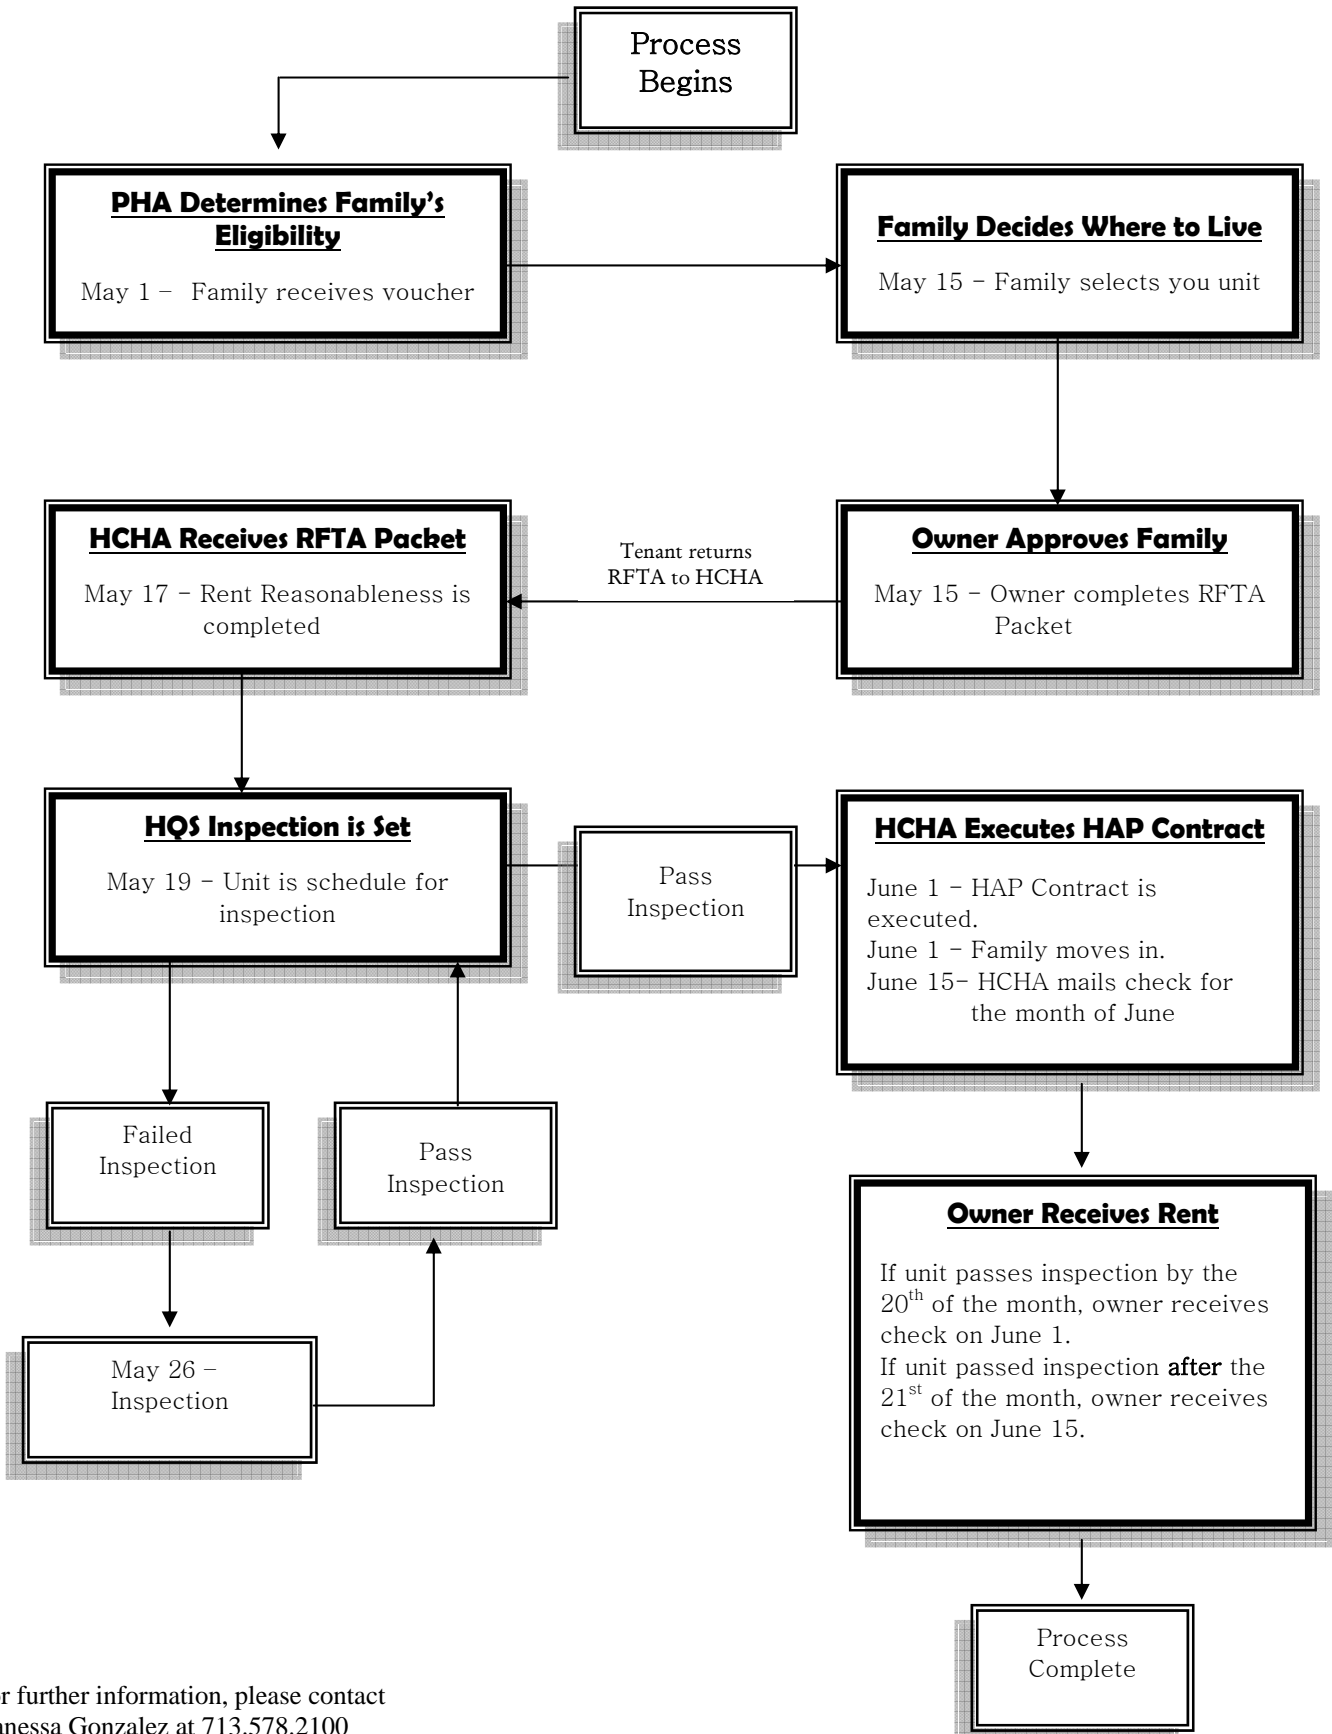 Process
Begins
PHA Determines Family's
Eligibility
May 1 – Family receives voucher
Family Decides Where to Live
May 15 - Family selects you unit
Owner Approves Family
May 15 - Owner completes RFTA
Packet
Tenant returns
RFTA to HCHA
HCHA Receives RFTA Packet
May 17 - Rent Reasonableness is
completed
HQS Inspection is Set
May 19 - Unit is schedule for
inspection
Pass
Inspection
HCHA Executes HAP Contract
June 1 - HAP Contract is
executed.
June 1 - Family moves in.
June 15- HCHA mails check for
the month of June
Failed
Inspection
Pass
Inspection
May 26 –
Inspection
Owner Receives Rent
If unit passes inspection by the
20th of the month, owner receives
check on June 1.
If unit passed inspection after the
21st of the month, owner receives
check on June 15.
Process
Complete
further information, please contact
Gonzalez at 713.578.2100